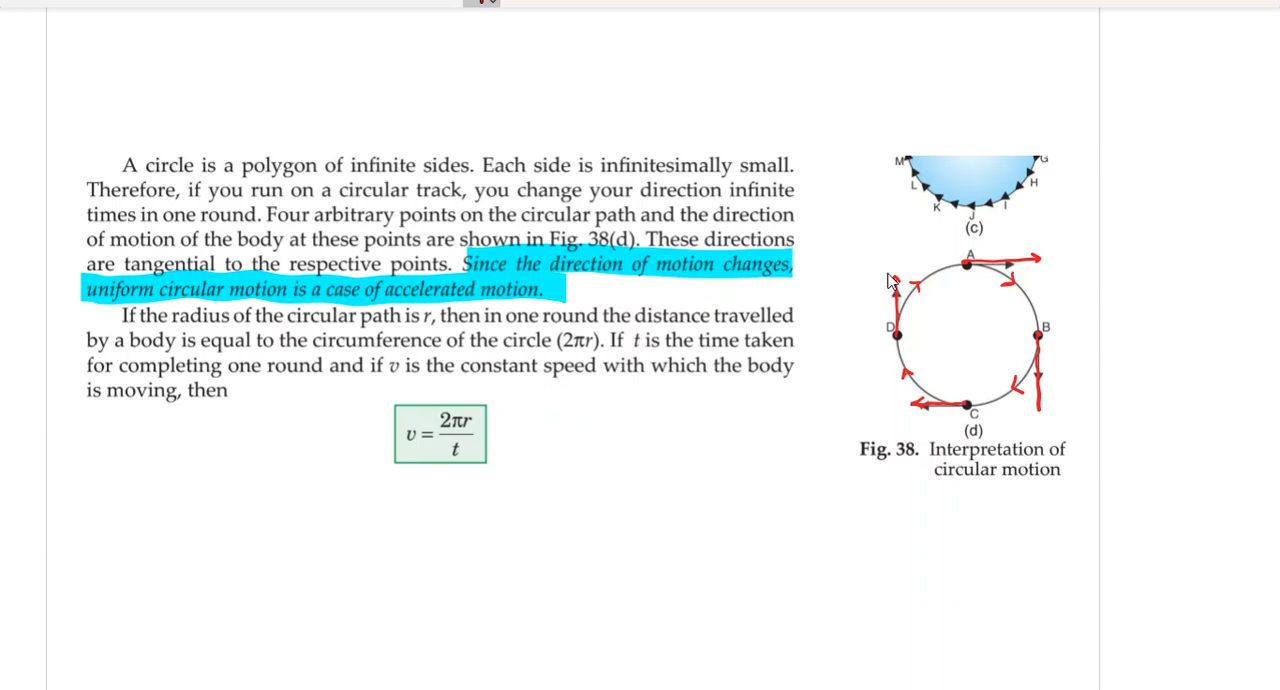 A circle is a polygon of infinite sides. Each side is infinitesimally small.
Therefore, if you run on a circular track, you change your direction infinite
times in one round. Four arbitrary points on the circular path and the direction
of motion of the body at these points are shown in Fig. 38(d). These directions
are tangential to the respective points. Since the direction of motion changes,
uniform circular motion is a case of accelerated motion.
If the radius of the circular path is r, then in one round the distance travelled
by a body is equal to the circumference of the circle (2πr). If t is the time taken
for completing one round and if v is the constant speed with which the body
is moving, then
v = 2πr / t
M
G
L
H
K
I
J
(c)
A
D
B
C
(d)
Fig. 38. Interpretation of
circular motion